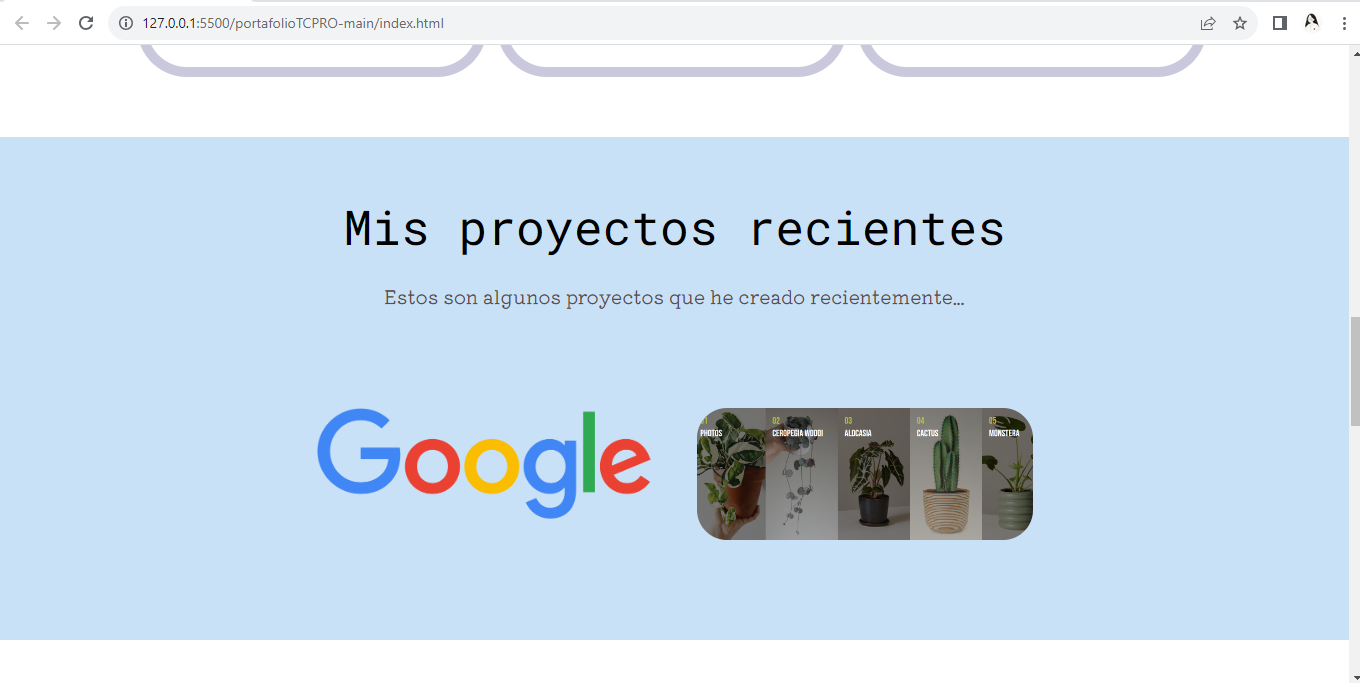 127.0.0.1:5500/portafolioTCPRO-main/index.html
Mis proyectos recientes
Estos son algunos proyectos que he creado recientemente...
Google
01 02 03 04 05
PHOTOS CEROPEGIA WOODI ALOCASIA CACTUS MONSTERA